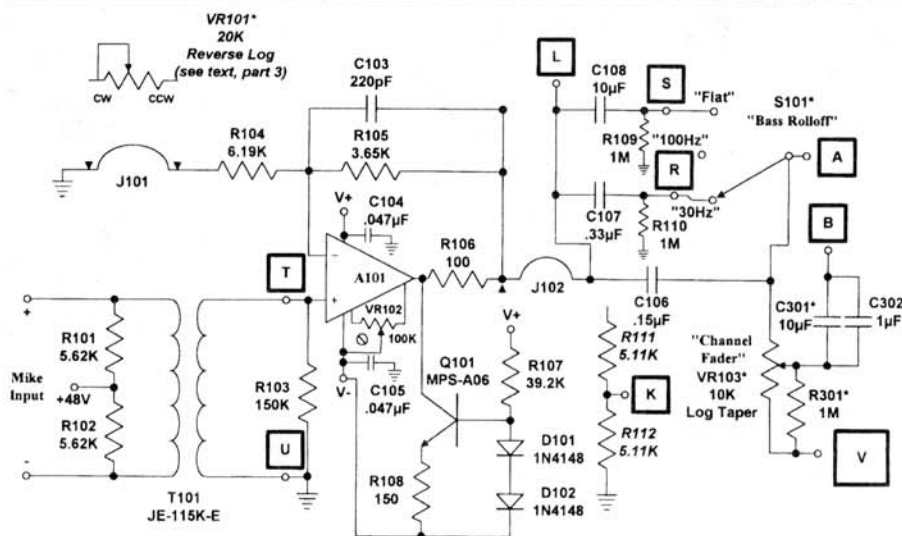 VR101*
20K
Reverse Log
(see text, part 3)
CW
CCW
C103
220pF
R104
6.19K
R105
3.65K
J101
V+
C104
.047µF
A101
T
R106
100
J102
VR102
100K
C105
.047µF
V-
Mike
Input
+
-
R101
5.62K
+48V
R102
5.62K
T101
JE-115K-E
R103
150K
U
Q101
MPS-A06
R108
150
V+
R107
39.2K
D101
1N4148
D102
1N4148
L
C108
10µF
S
"Flat"
R109
1M
"100Hz"
S101*
"Bass Rolloff"
A
R
C107
.33µF
R110
1M
"30Hz"
C106
.15µF
R111
5.11K
K
R112
5.11K
B
C301*
10µF
C302
1µF
"Channel
Fader"
VR103*
10K
Log Taper
R301*
1M
V